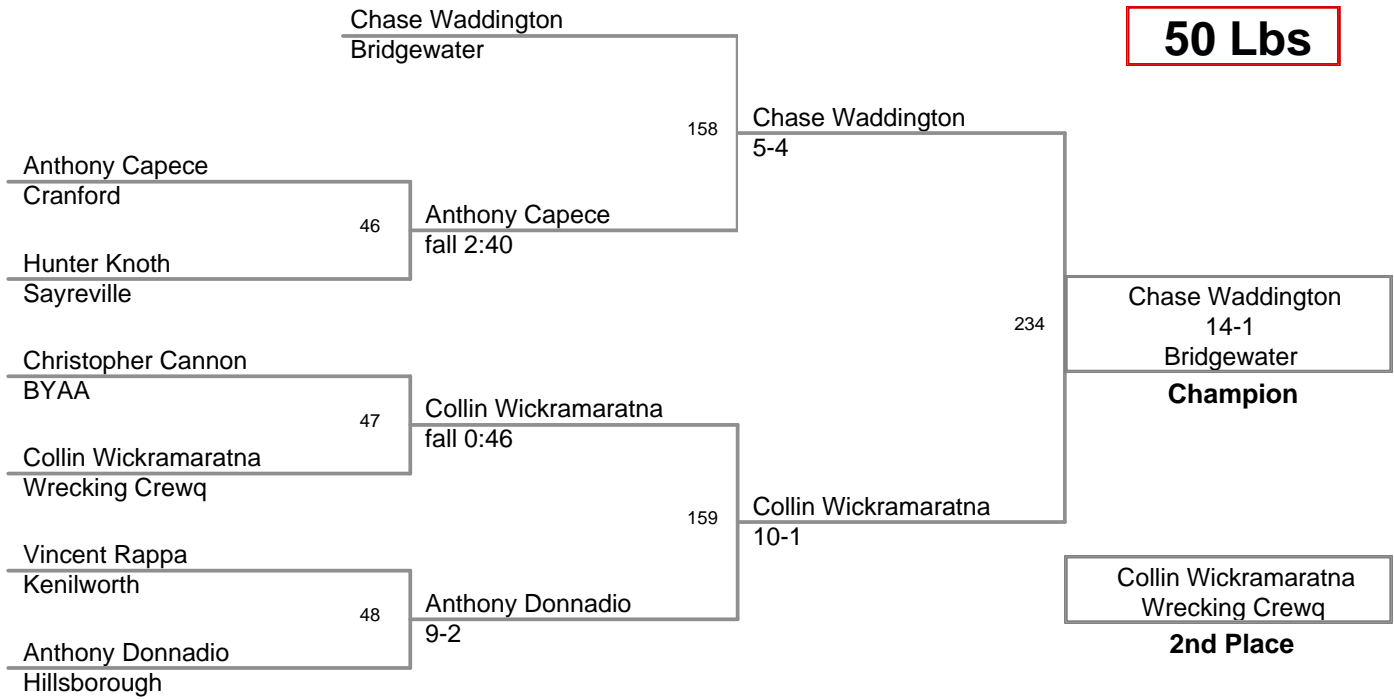 Chase Waddington
Bridgewater
50 Lbs
158
Chase Waddington
5-4
Anthony Capece
Cranford
46
Anthony Capece
fall 2:40
Hunter Knoth
Sayreville
234
Chase Waddington
14-1
Bridgewater
Champion
Christopher Cannon
BYAA
47
Collin Wickramaratna
fall 0:46
Collin Wickramaratna
Wrecking Crewq
159
Collin Wickramaratna
10-1
Vincent Rappa
Kenilworth
48
Anthony Donnadio
9-2
Anthony Donnadio
Hillsborough
Collin Wickramaratna
Wrecking Crewq
2nd Place